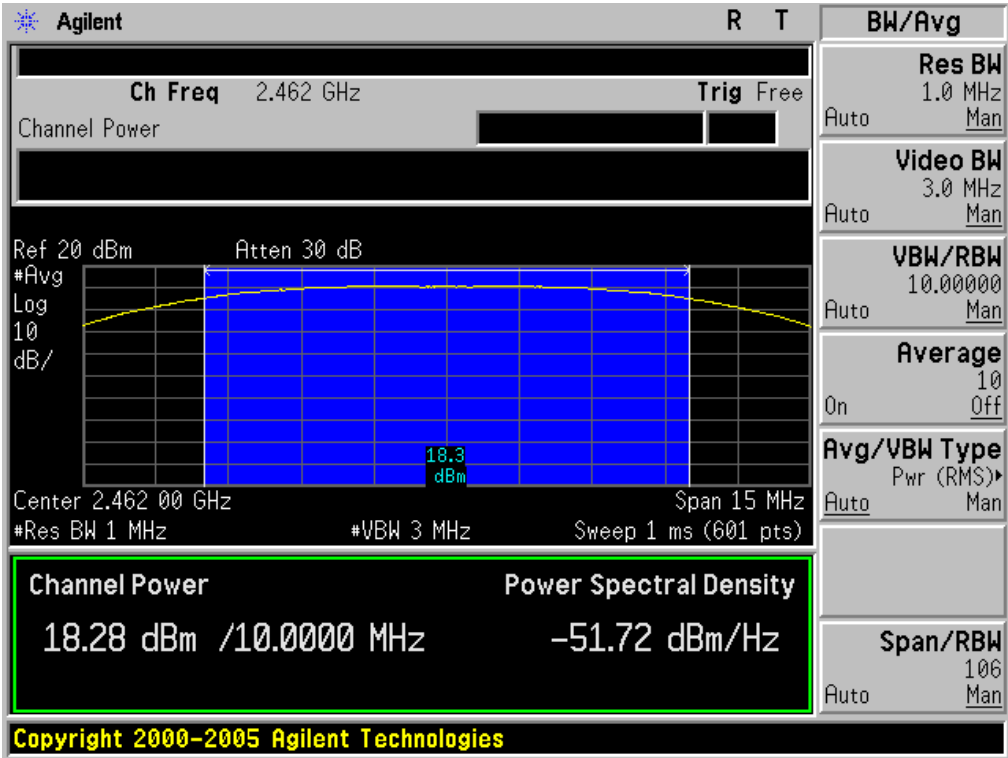 Agilent R T
Ch Freq 2.462 GHz Trig Free
Channel Power
Ref 20 dBm Atten 30 dB
#Avg
Log
10
dB/
18.3
dBm
Center 2.462 00 GHz Span 15 MHz
#Res BW 1 MHz #VBW 3 MHz Sweep 1 ms (601 pts)
Channel Power Power Spectral Density
18.28 dBm /10.0000 MHz -51.72 dBm/Hz
Copyright 2000-2005 Agilent Technologies
BW/Avg
Res BW
1.0 MHz
Auto Man
Video BW
3.0 MHz
Auto Man
VBW/RBW
10.00000
Auto Man
Average
10
On Off
Avg/VBW Type
Pwr (RMS)▸
Auto Man
Span/RBW
106
Auto Man